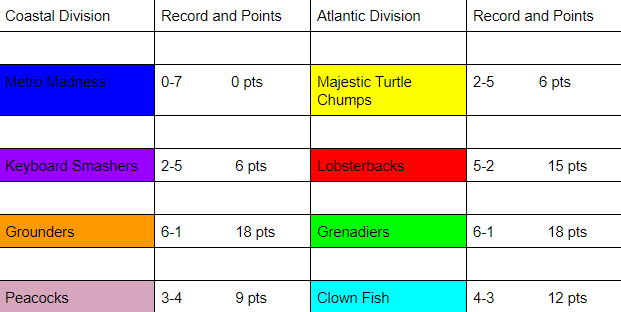 Coastal Division Record and Points Atlantic Division Record and Points
Metro Madness 0-7 0 pts Majestic Turtle 2-5 6 pts
Chumps
Keyboard Smashers 2-5 6 pts Lobsterbacks 5-2 15 pts
Grounders 6-1 18 pts Grenadiers 6-1 18 pts
Peacocks 3-4 9 pts Clown Fish 4-3 12 pts